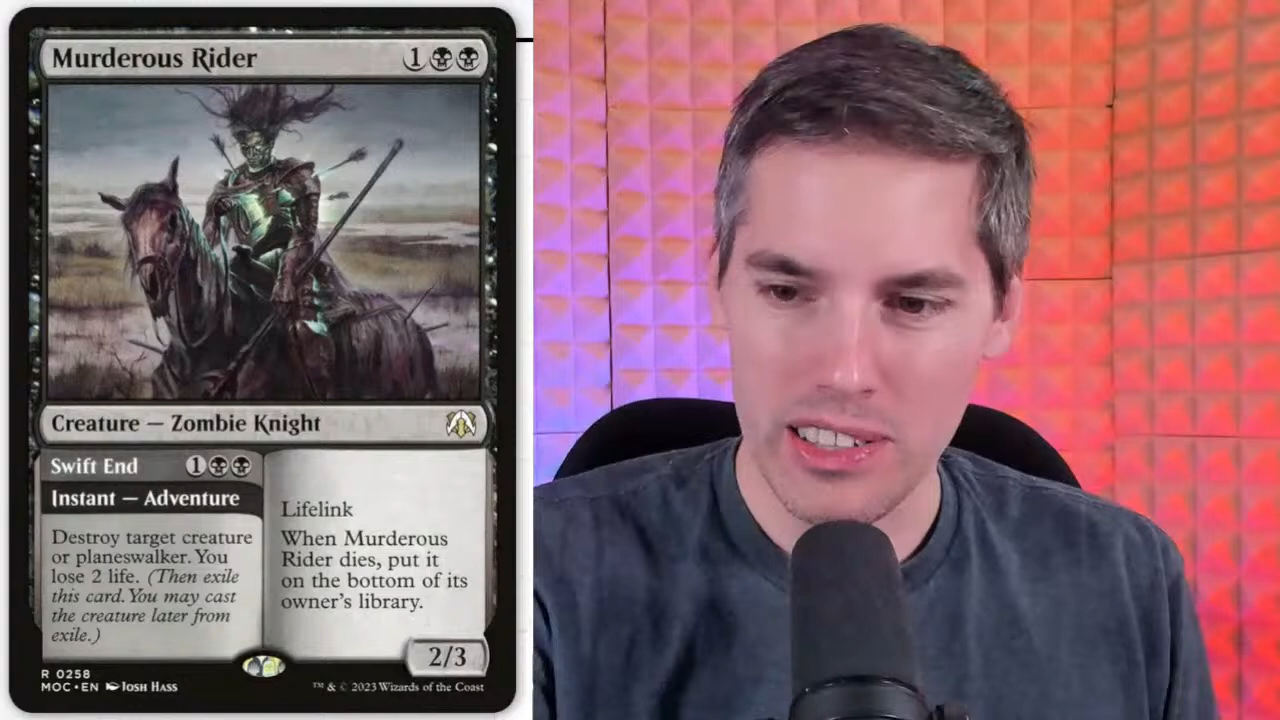 Murderous Rider 1
Creature — Zombie Knight
Swift End 1
Instant — Adventure
Destroy target creature
or planeswalker. You
lose 2 life. (Then exile
this card. You may cast
the creature later from
exile.)
Lifelink
When Murderous
Rider dies, put it
on the bottom of its
owner's library.
2/3
R 0258
MOC • EN Josh Hass
™ & © 2023 Wizards of the Coast